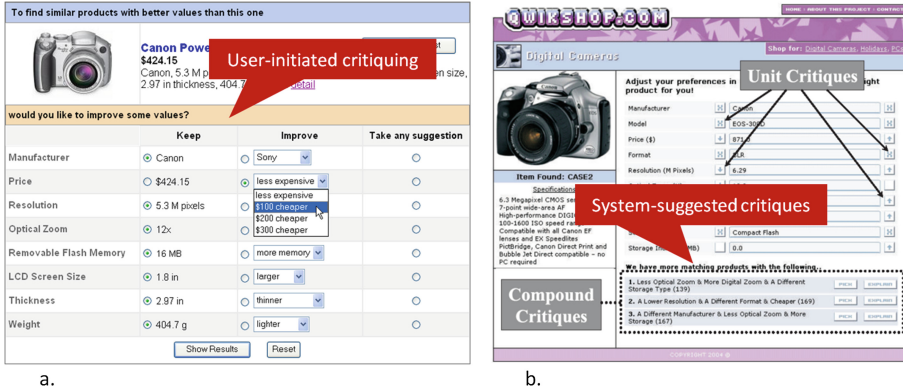 To find similar products with better values than this one
Canon Powe
$424.15
Canon, 5.3 M p en size,
2.97 in thickness, 404.7 detail
User-initiated critiquing
would you like to improve some values?
Keep Improve Take any suggestion
Manufacturer Canon Sony
Price $424.15 less expensive
less expensive
Resolution 5.3 M pixels $100 cheaper
$200 cheaper
Optical Zoom 12x $300 cheaper
Removable Flash Memory 16 MB more memory
LCD Screen Size 1.8 in larger
Thickness 2.97 in thinner
Weight 404.7 g lighter
Show Results Reset
a.
HOME · ABOUT THIS PROJECT · CONTACT
QWIKSHOP.COM
Digital Cameras
Shop for: Digital Cameras, Holidays, PCs
Adjust your preferences in ight
product for you!
Unit Critiques
Manufacturer Canon
Model EOS-300D
Price ($) 871.0
Format SLR
Resolution (M Pixels) 6.29
Item Found: CASE2
Specifications
6.3 Megapixel CMOS
7-point wide-area AF
High-performance DIGI
100-1600 ISO speed
Compatible with all Canon EF
lenses and EX Speedlites
PictBridge, Canon Direct Print and
Bubble Jet Direct compatible – no
PC required
System-suggested critiques
Compact Flash
Storage MB) 0.0
We have more matching products with the following..
1. Less Optical Zoom & More Digital Zoom & A Different
Storage Type (139) PICK EXPLAIN
2. A Lower Resolution & A Different Format & Cheaper (169) PICK EXPLAIN
3. A Different Manufacturer & Less Optical Zoom & More
Storage (167) PICK EXPLAIN
Compound
Critiques
COPYRIGHT 2004 ©
b.